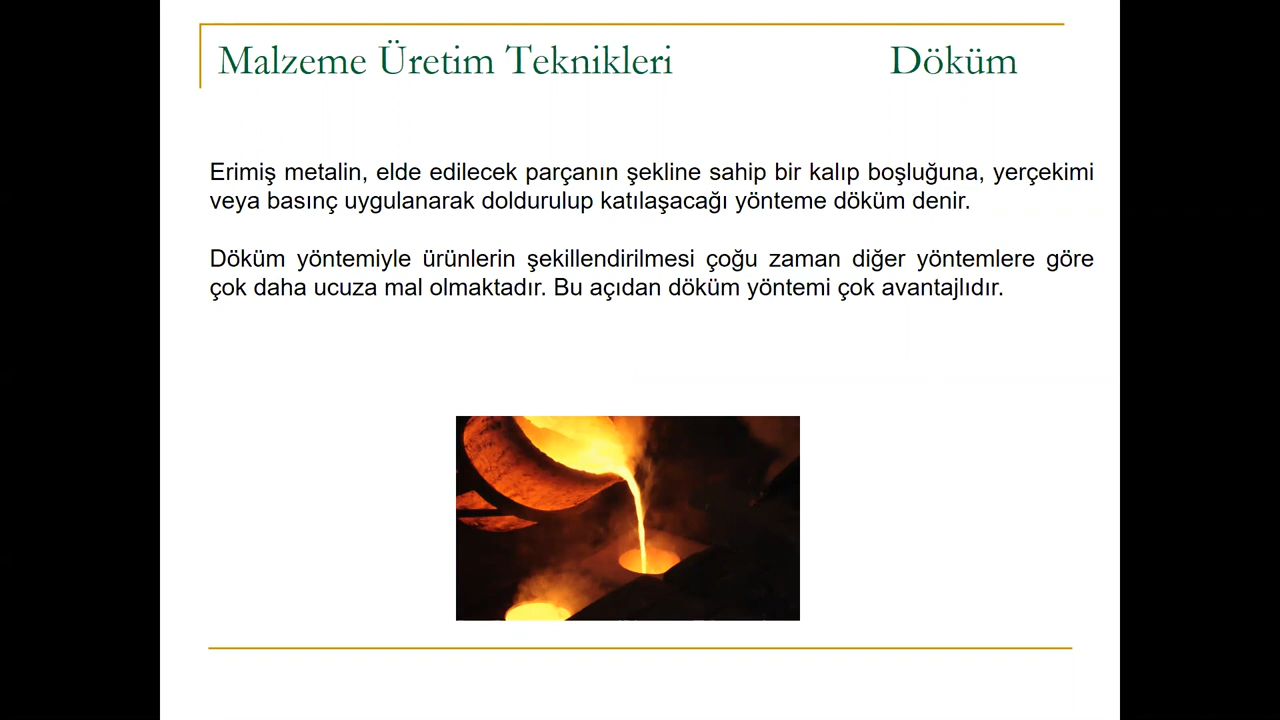 Malzeme Üretim Teknikleri Döküm
Erimiş metalin, elde edilecek parçanın şekline sahip bir kalıp boşluğuna, yerçekimi
veya basınç uygulanarak doldurulup katılaşacağı yönteme döküm denir.
Döküm yöntemiyle ürünlerin şekillendirilmesi çoğu zaman diğer yöntemlere göre
çok daha ucuza mal olmaktadır. Bu açıdan döküm yöntemi çok avantajlıdır.